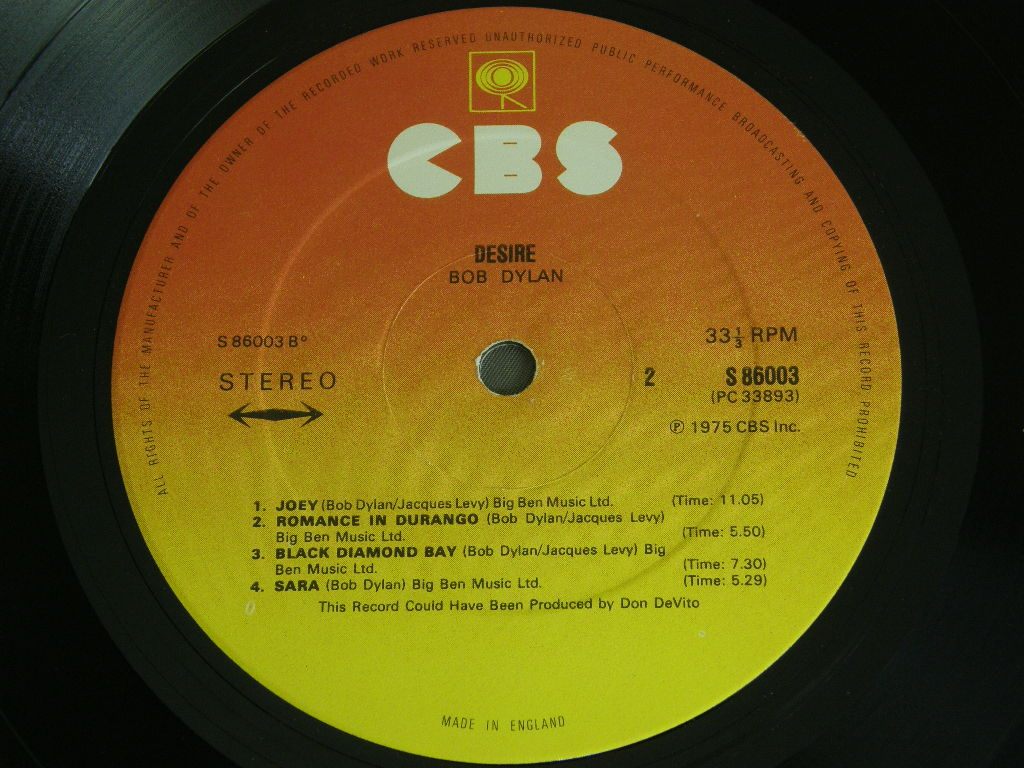 ALL RIGHTS OF THE MANUFACTURER AND OF THE OWNER OF THE RECORDED WORK RESERVED UNAUTHORIZED PUBLIC PERFORMANCE BROADCASTING AND COPYING OF THIS RECORD PROHIBITED
CBS
DESIRE
BOB DYLAN
S 86003 B°
33⅓ RPM
STEREO
2
S 86003
(PC 33893)
℗ 1975 CBS Inc.
1. JOEY (Bob Dylan/Jacques Levy) Big Ben Music Ltd. (Time: 11.05)
2. ROMANCE IN DURANGO (Bob Dylan/Jacques Levy)
Big Ben Music Ltd. (Time: 5.50)
3. BLACK DIAMOND BAY (Bob Dylan/Jacques Levy) Big
Ben Music Ltd. (Time: 7.30)
4. SARA (Bob Dylan) Big Ben Music Ltd. (Time: 5.29)
This Record Could Have Been Produced by Don DeVito
MADE IN ENGLAND